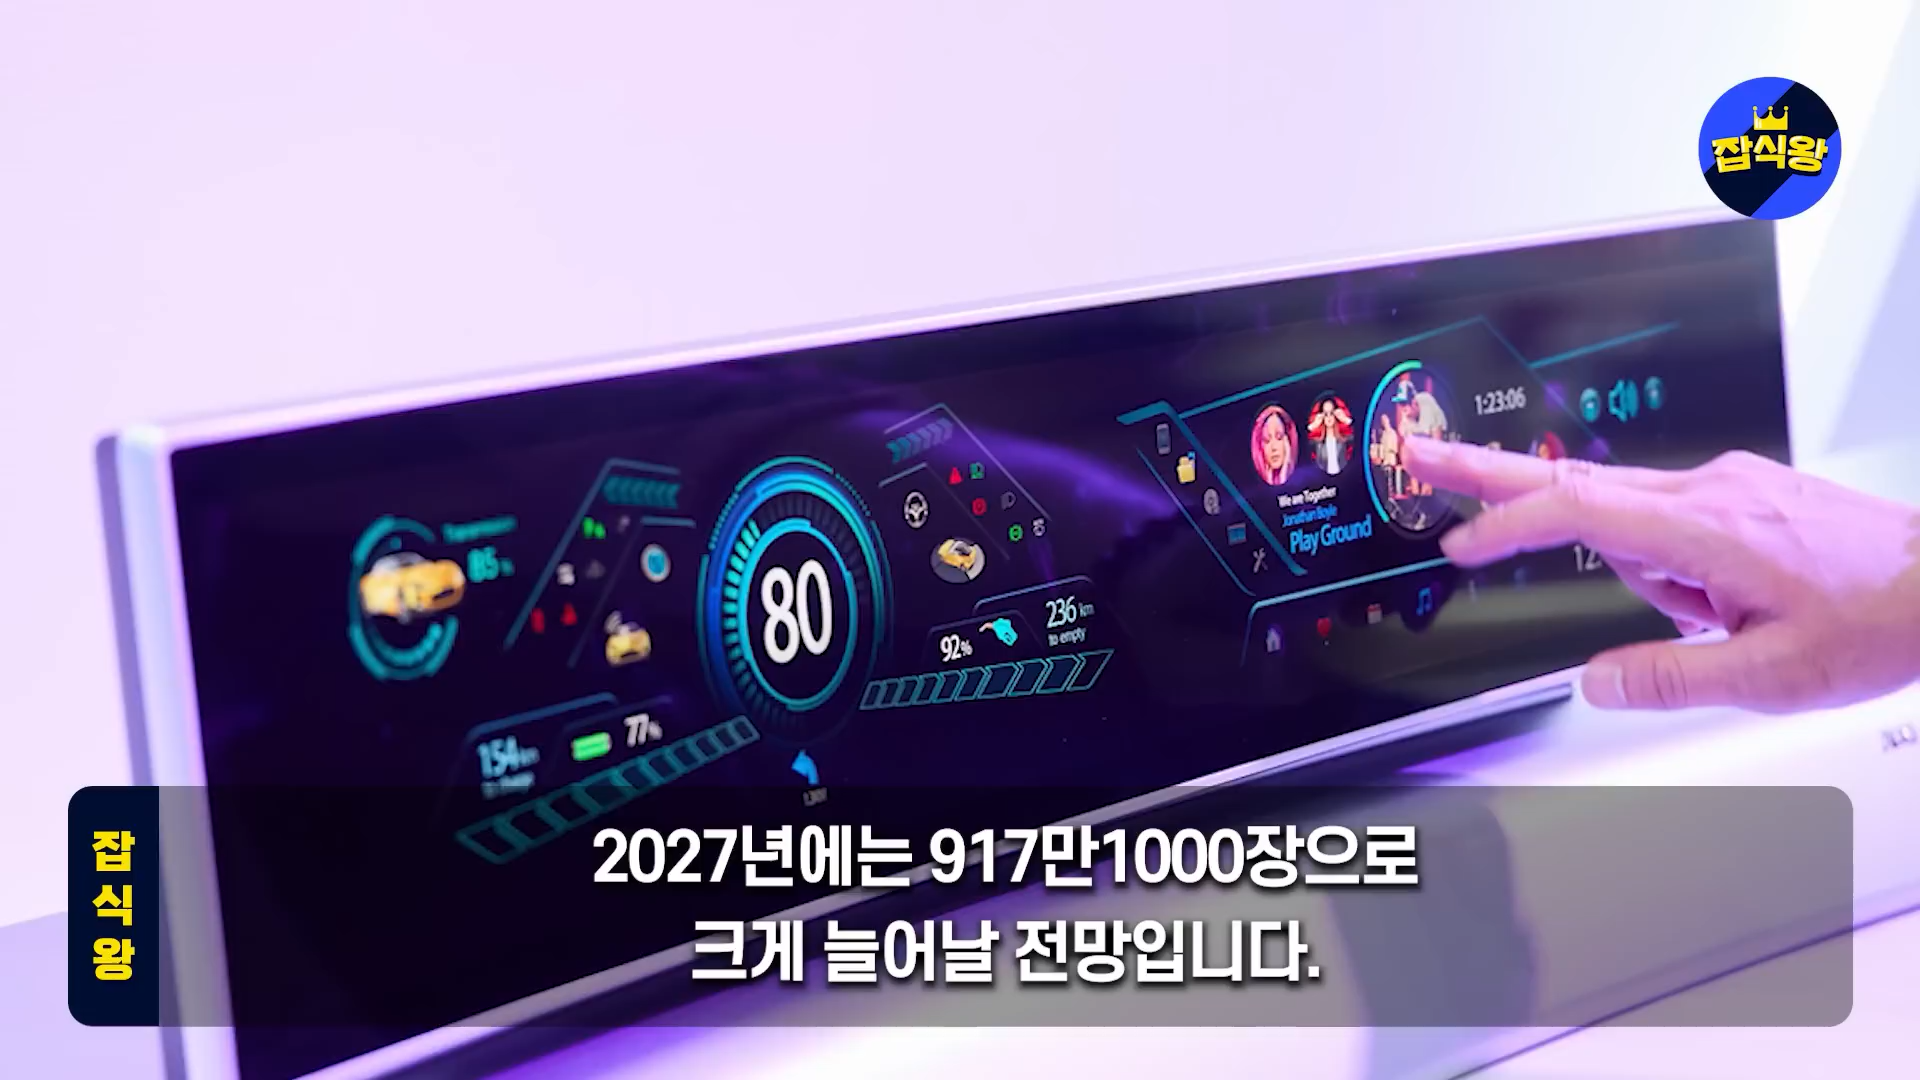 잡식왕
1:23:06
We are Together
Jonathan Boyle
Play Ground
85%
80
236 km
to empty
92%
154km
77%
잡식왕
2027년에는 917만1000장으로
크게 늘어날 전망입니다.